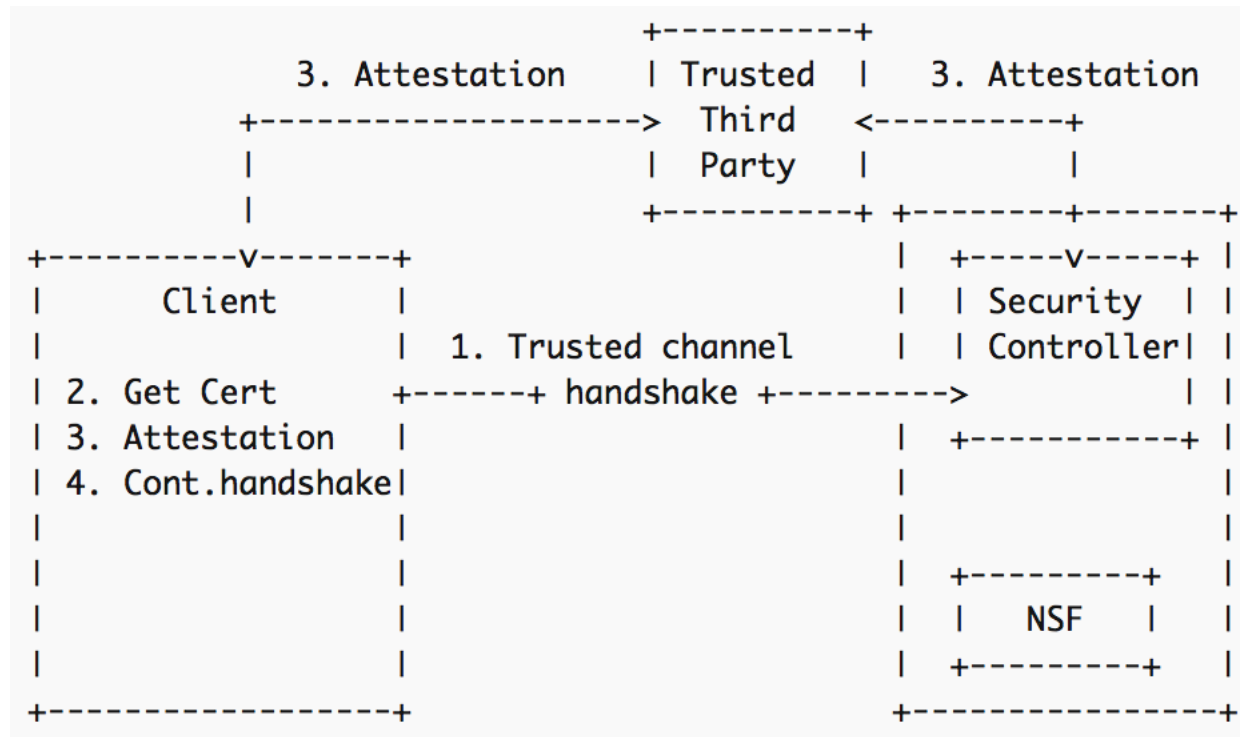 +----------+
             3. Attestation     | Trusted  |   3. Attestation
           +--------------------> Third   <----------+
           |                    |  Party   |          |
           |                    +----------+ +--------+-------+
+----------v-------+                         |  +-----v-----+ |
|      Client      |                         |  | Security  | |
|                  |  1. Trusted channel     |  | Controller| |
| 2. Get Cert      +------+ handshake +--------->           | |
| 3. Attestation   |                         |  +-----------+ |
| 4. Cont.handshake|                         |                |
|                  |                         |                |
|                  |                         |  +---------+   |
|                  |                         |  |   NSF   |   |
|                  |                         |  +---------+   |
+------------------+                         +----------------+